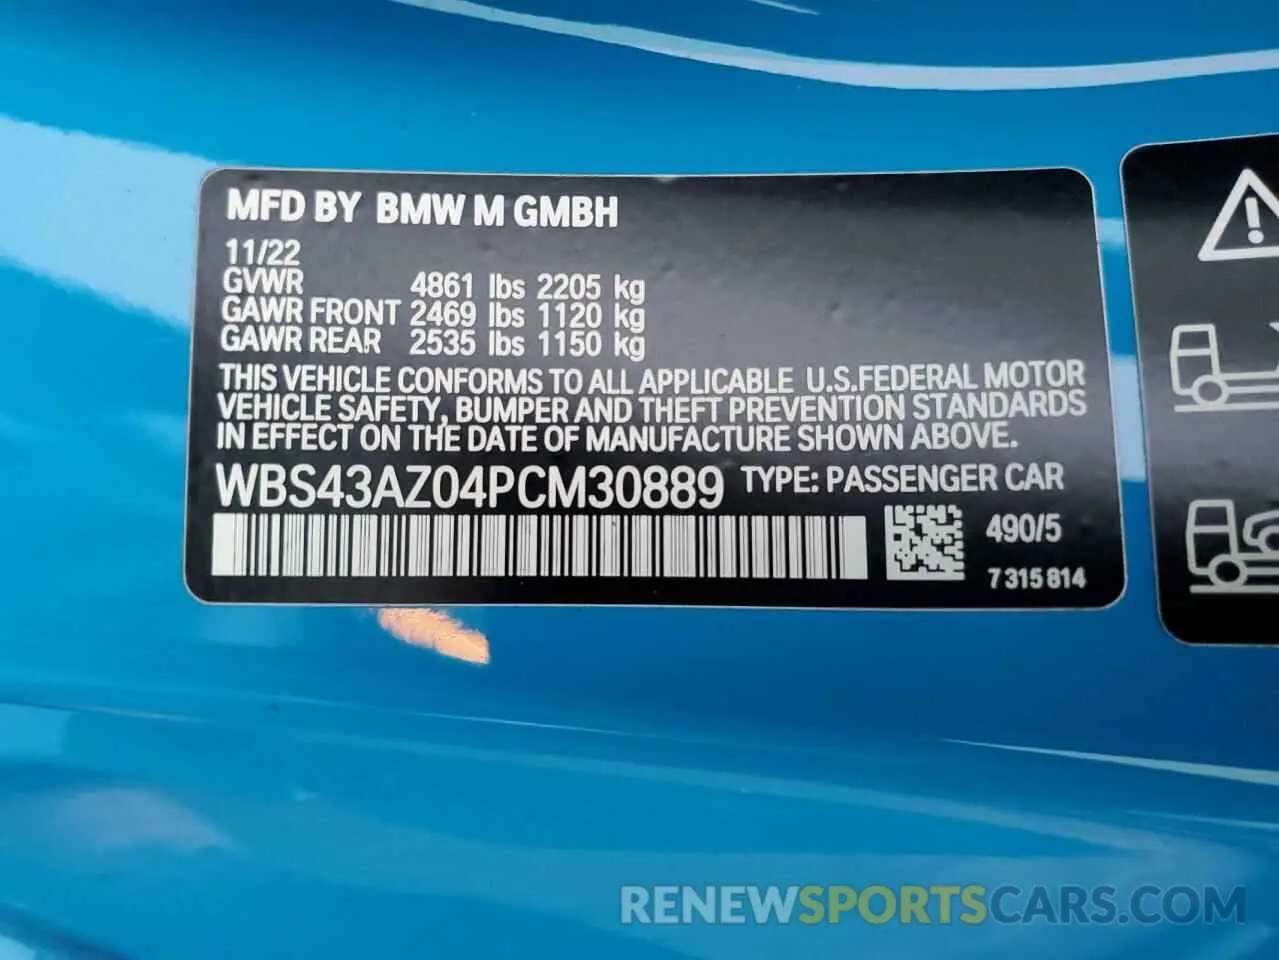 MFD BY BMW M GMBH
11/22
GVWR 4861 lbs 2205 kg
GAWR FRONT 2469 lbs 1120 kg
GAWR REAR 2535 lbs 1150 kg
THIS VEHICLE CONFORMS TO ALL APPLICABLE U.S.FEDERAL MOTOR
VEHICLE SAFETY, BUMPER AND THEFT PREVENTION STANDARDS
IN EFFECT ON THE DATE OF MANUFACTURE SHOWN ABOVE.
WBS43AZ04PCM30889 TYPE: PASSENGER CAR
490/5
7 315 814
RENEWSPORTSCARS.COM